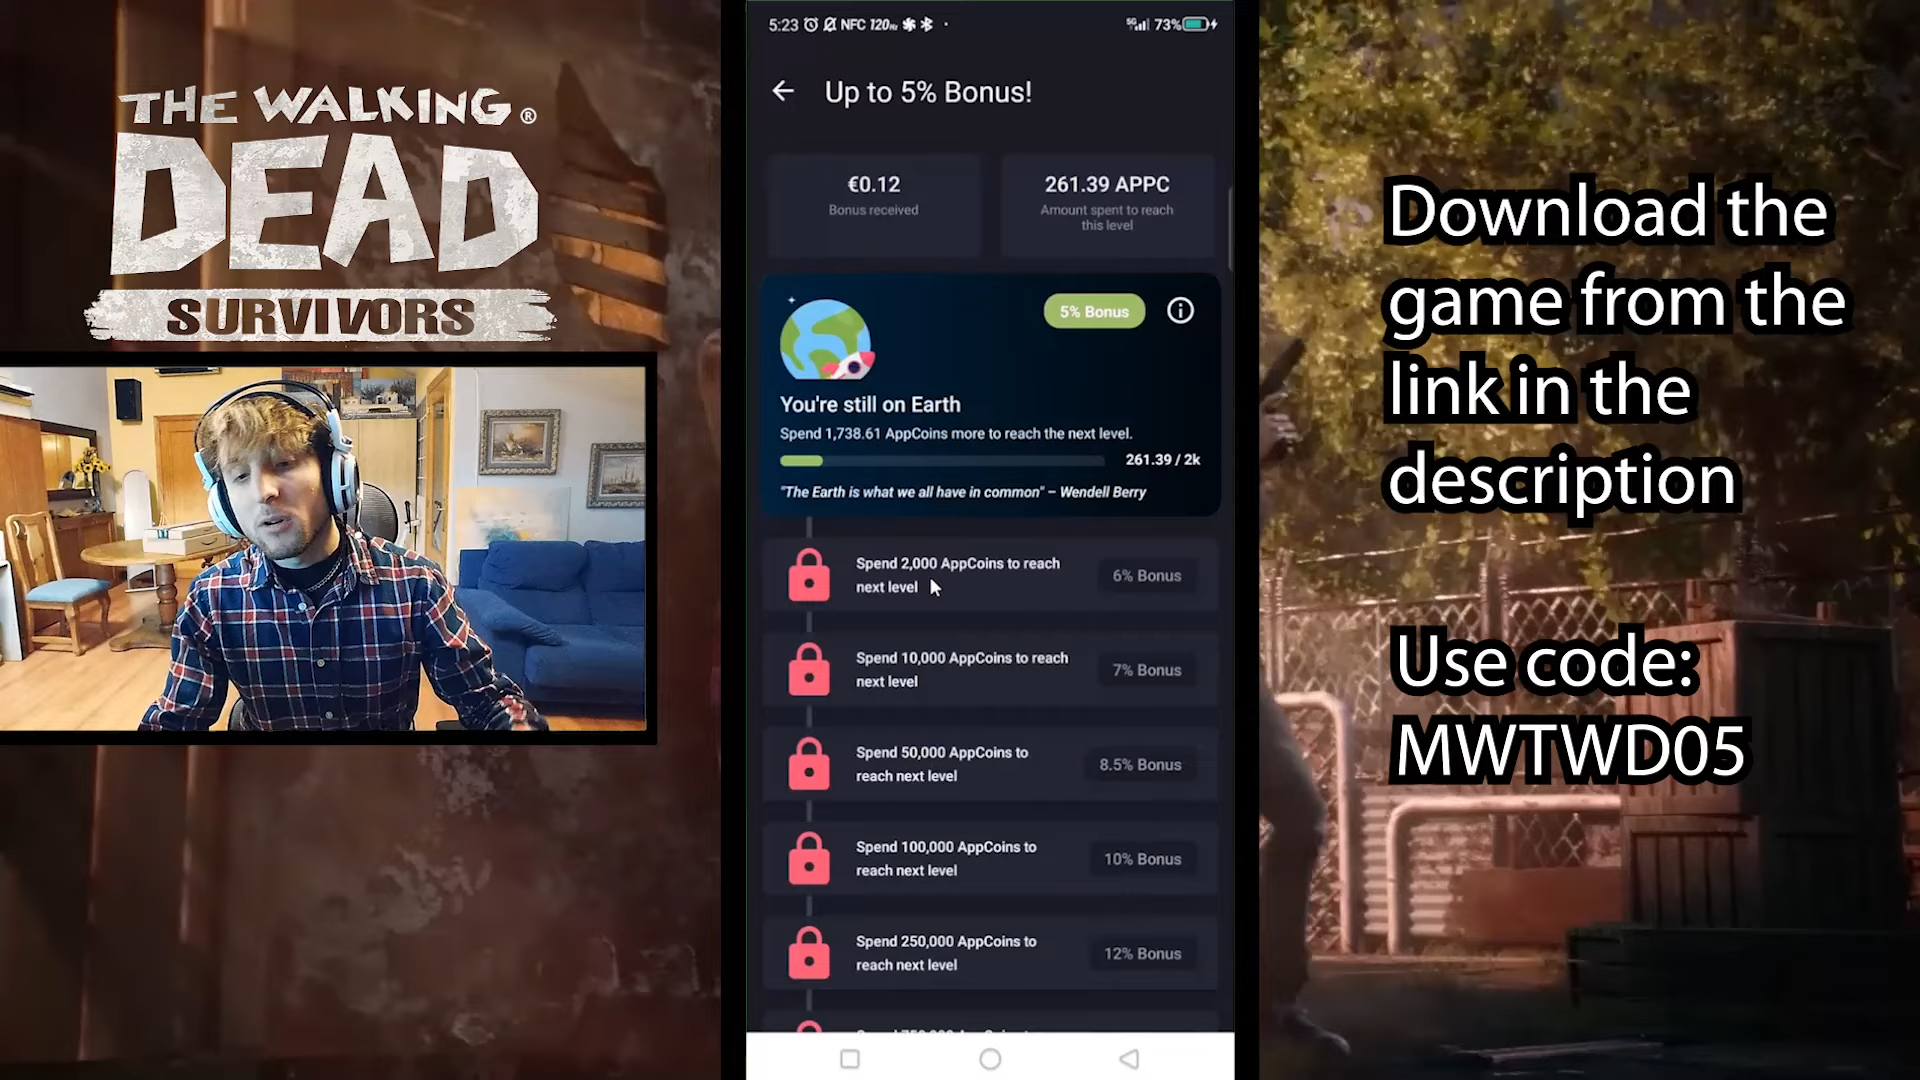 THE WALKING®
DEAD
SURVIVORS
5:23 NFC 120Hz 5G 73%
Up to 5% Bonus!
€0.12
Bonus received
261.39 APPC
Amount spent to reach
this level
5% Bonus
You're still on Earth
Spend 1,738.61 AppCoins more to reach the next level.
261.39 / 2k
"The Earth is what we all have in common" – Wendell Berry
Spend 2,000 AppCoins to reach
next level
6% Bonus
Spend 10,000 AppCoins to reach
next level
7% Bonus
Spend 50,000 AppCoins to
reach next level
8.5% Bonus
Spend 100,000 AppCoins to
reach next level
10% Bonus
Spend 250,000 AppCoins to
reach next level
12% Bonus
Download the
game from the
link in the
description
Use code:
MWTWD05